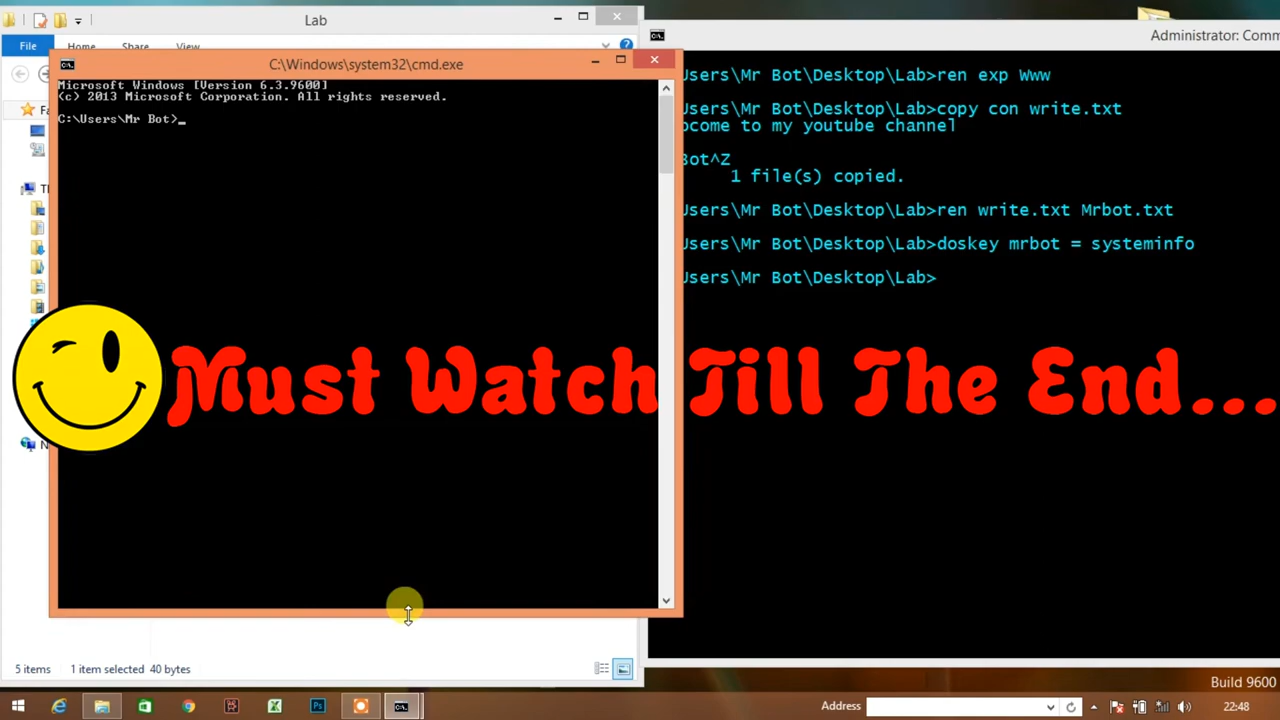 Lab
File
Home Share View
Fa
Th
N
5 items 1 item selected 40 bytes
C:\Windows\system32\cmd.exe
Microsoft Windows [Version 6.3.9600]
(c) 2013 Microsoft Corporation. All rights reserved.
C:\Users\Mr Bot>_
Administrator: Comm
Users\Mr Bot\Desktop\Lab>ren exp Www
Users\Mr Bot\Desktop\Lab>copy con write.txt
ocome to my youtube channel
Bot^Z
1 file(s) copied.
Users\Mr Bot\Desktop\Lab>ren write.txt Mrbot.txt
Users\Mr Bot\Desktop\Lab>doskey mrbot = systeminfo
Users\Mr Bot\Desktop\Lab>
Must Watch Till The End...
Build 9600
Address
22:48